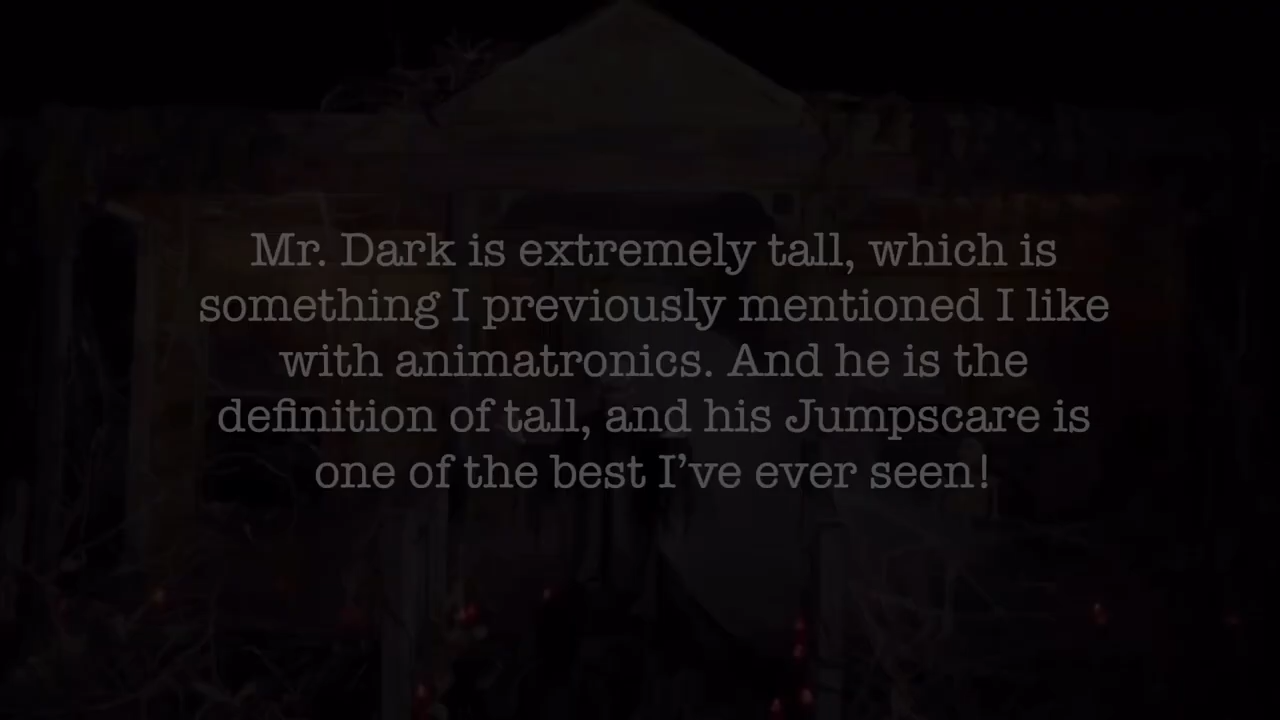 Mr. Dark is extremely tall, which is
something I previously mentioned I like
with animatronics. And he is the
definition of tall, and his Jumpscare is
one of the best I’ve ever seen!